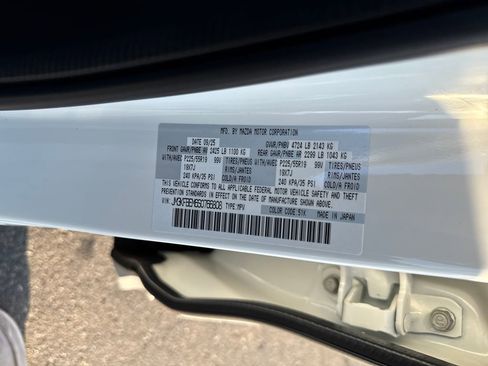 MFD. BY MAZDA MOTOR CORPORATION
DATE 09/25 GVWR/PNBV 4724 LB 2143 KG
FRONT GAWR/PNBE AV 2425 LB 1100 KG REAR GAWR/PNBE AR 2299 LB 1043 KG
WITH/AVEC P225/55R19 99V TIRES/PNEUS WITH/AVEC P225/55R19 99V TIRES/PNEUS
19X7J RIMS/JANTES 19X7J RIMS/JANTES
240 KPA/35 PSI COLD/À FROID 240 KPA/35 PSI COLD/À FROID
THIS VEHICLE CONFORMS TO ALL APPLICABLE FEDERAL MOTOR VEHICLE SAFETY AND THEFT PREVENTION
STANDARDS IN EFFECT ON THE DATE OF MANUFACTURE SHOWN ABOVE.
VIN: TYPE:MPV
COLOR CODE:51K MADE IN JAPAN